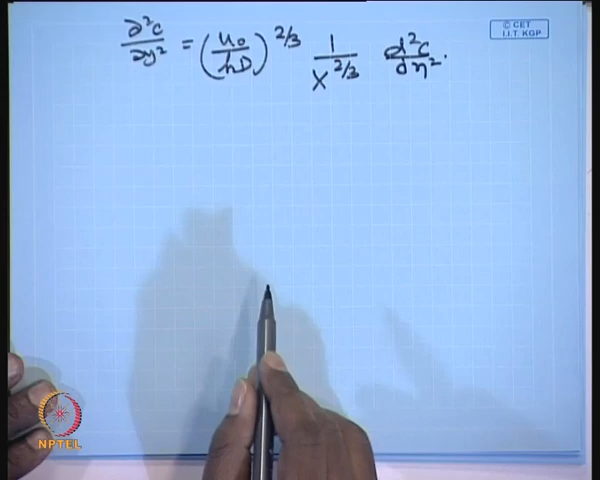 ∂²c/∂y² = (u₀/hD)^2/3 1/x^2/3 d²c/dη².
© CET
I.I.T. KGP
NPTEL